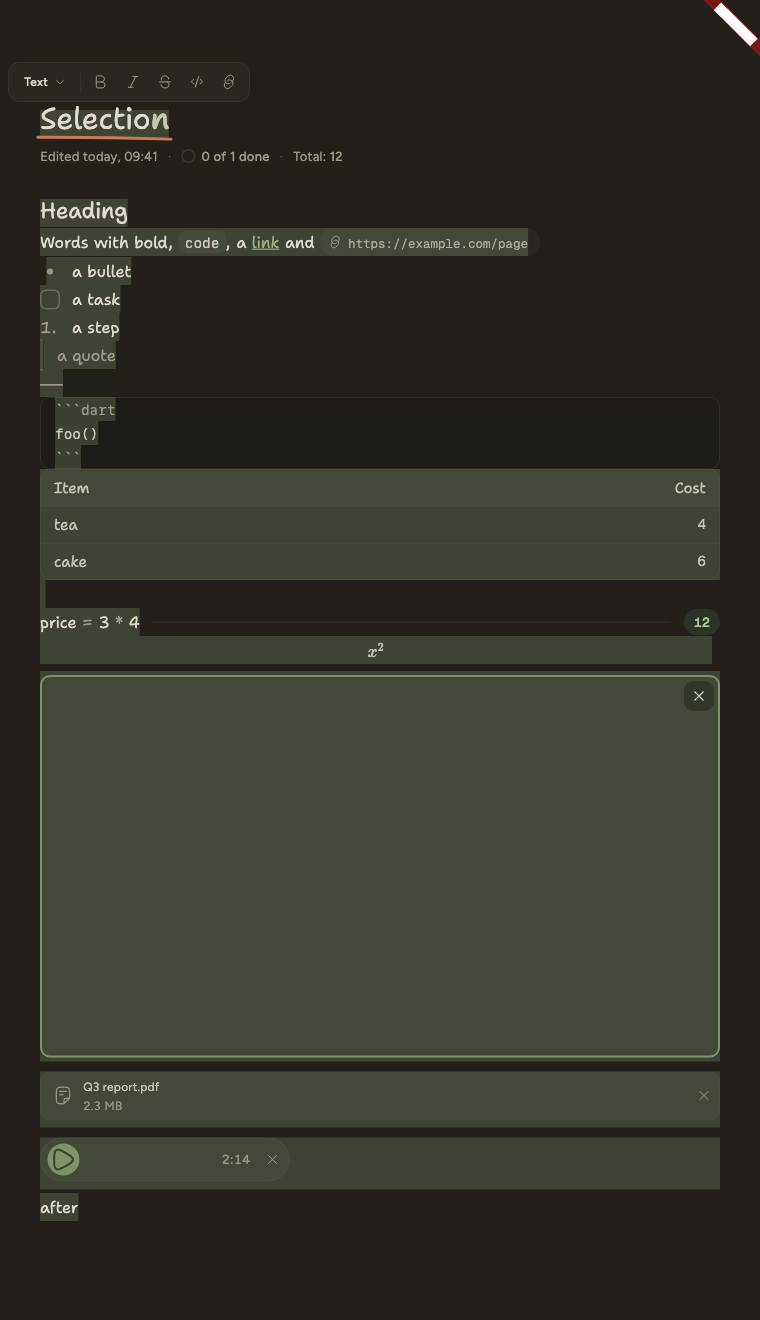 Text
Selection
Edited today, 09:41 · 0 of 1 done · Total: 12
Heading
Words with bold, code, a link and https://example.com/page
• a bullet
a task
1. a step
a quote
```dart
foo()
```
Item Cost
tea 4
cake 6
price = 3 * 4 12
x²
Q3 report.pdf
2.3 MB
2:14
after